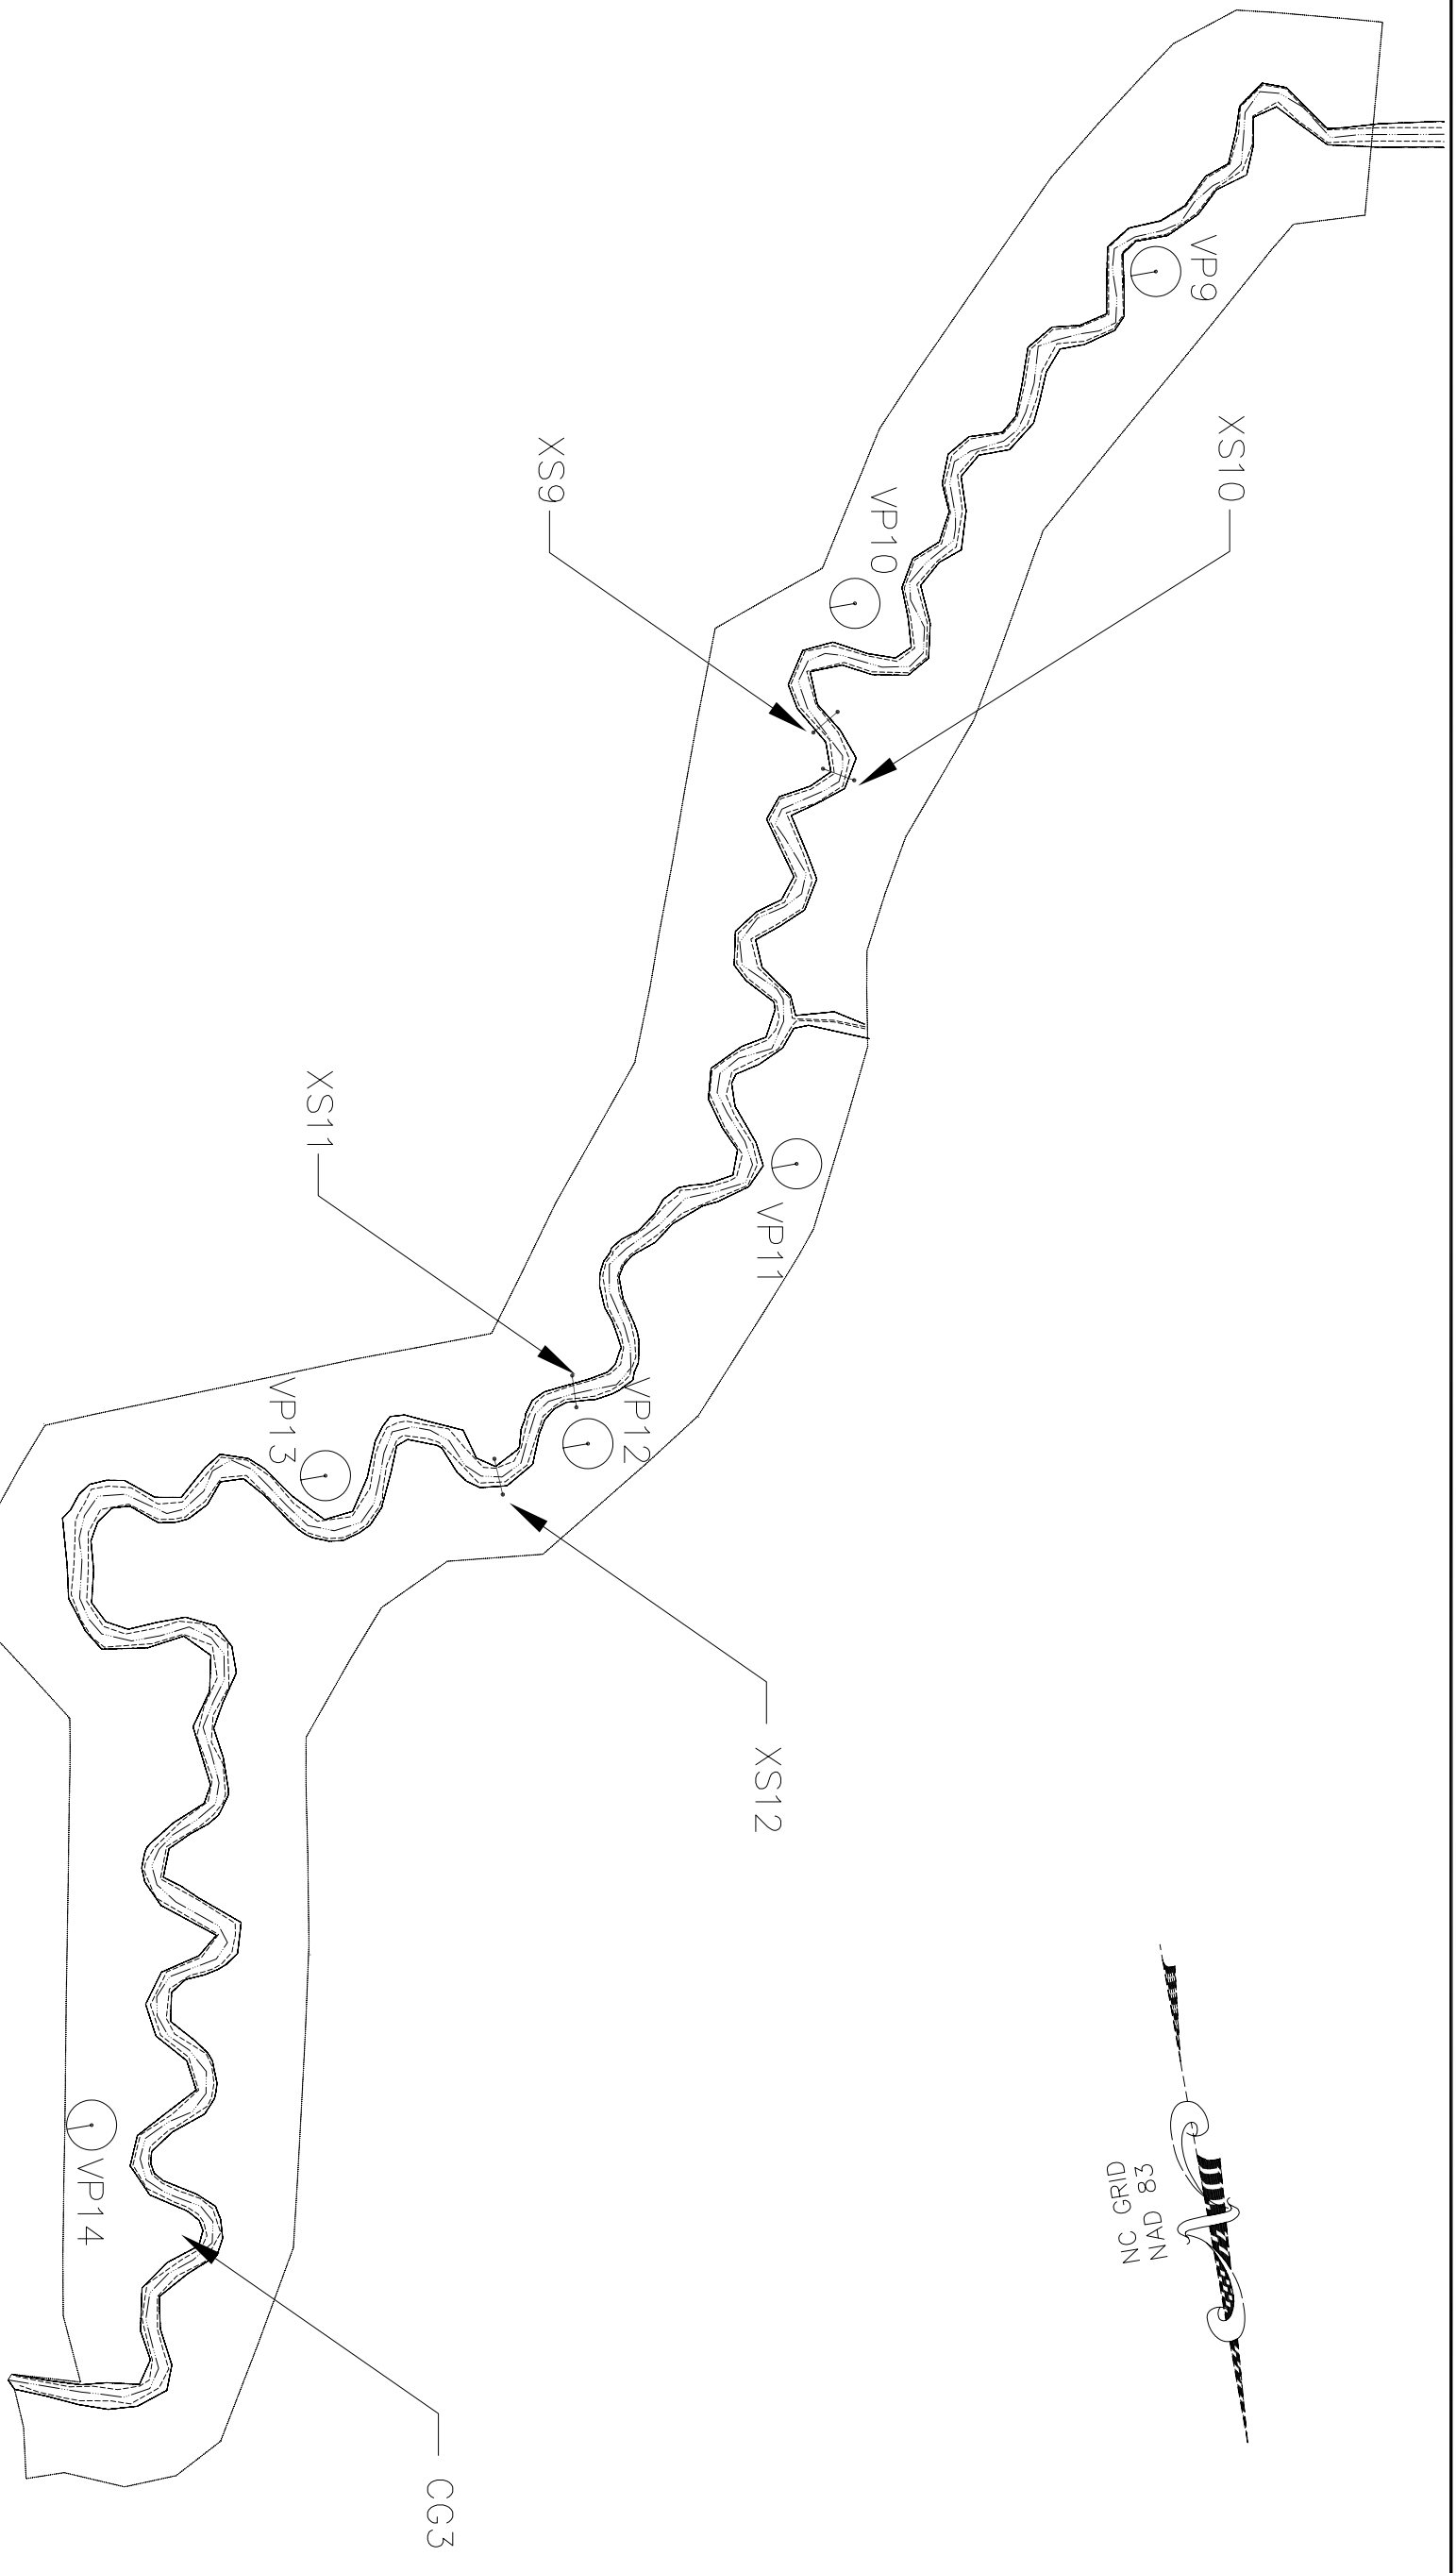 VP9
XS10
XS9
VP10
XS11
VP11
VP12
VP13
XS12
VP14
CG3
NC GRID
NAD 83